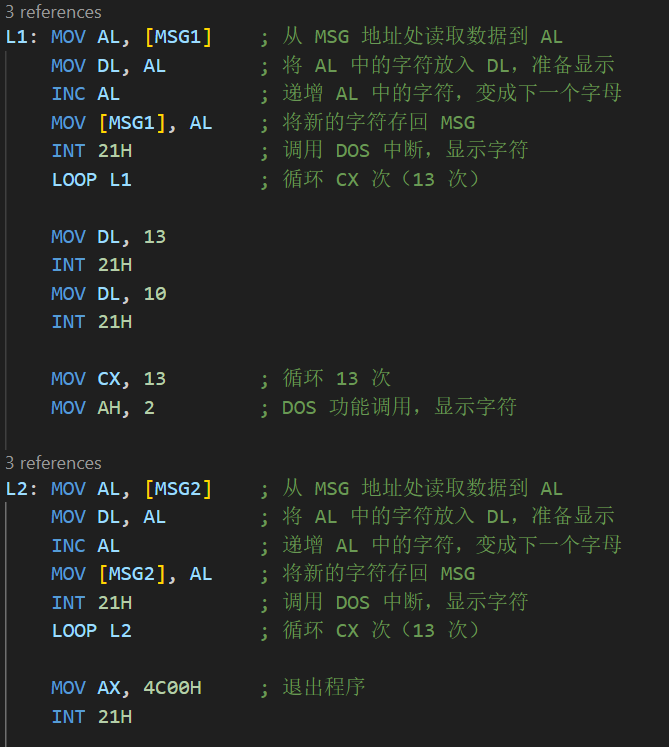 3 references
L1: MOV AL, [MSG1]    ; 从 MSG 地址处读取数据到 AL
    MOV DL, AL        ; 将 AL 中的字符放入 DL，准备显示
    INC AL            ; 递增 AL 中的字符，变成下一个字母
    MOV [MSG1], AL    ; 将新的字符存回 MSG
    INT 21H           ; 调用 DOS 中断，显示字符
    LOOP L1           ; 循环 CX 次（13 次）
    MOV DL, 13
    INT 21H
    MOV DL, 10
    INT 21H
    MOV CX, 13        ; 循环 13 次
    MOV AH, 2         ; DOS 功能调用，显示字符
3 references
L2: MOV AL, [MSG2]    ; 从 MSG 地址处读取数据到 AL
    MOV DL, AL        ; 将 AL 中的字符放入 DL，准备显示
    INC AL            ; 递增 AL 中的字符，变成下一个字母
    MOV [MSG2], AL    ; 将新的字符存回 MSG
    INT 21H           ; 调用 DOS 中断，显示字符
    LOOP L2           ; 循环 CX 次（13 次）
    MOV AX, 4C00H     ; 退出程序
    INT 21H